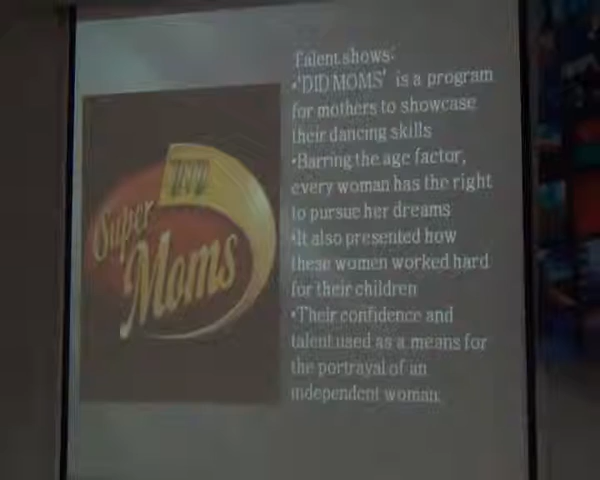 Talent shows:
•'DID MOMS' is a program
for mothers to showcase
their dancing skills
•Barring the age factor,
every woman has the right
to pursue her dreams
•It also presented how
these women worked hard
for their children
•Their confidence and
talent used as a means for
the portrayal of an
independent woman.
DID
Super
Moms